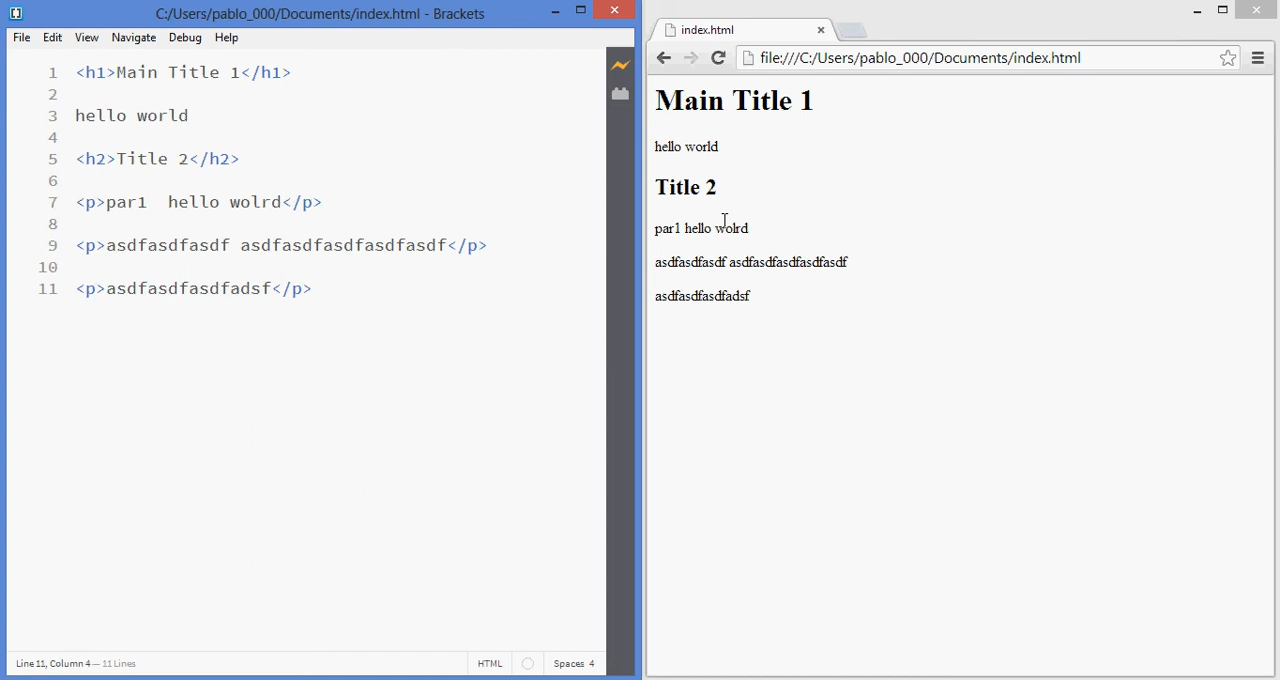 C:/Users/pablo_000/Documents/index.html - Brackets
File Edit View Navigate Debug Help
1 <h1>Main Title 1</h1>
2
3 hello world
4
5 <h2>Title 2</h2>
6
7 <p>par1  hello wolrd</p>
8
9 <p>asdfasdfasdf asdfasdfasdfasdfasdf</p>
10
11 <p>asdfasdfasdfadsf</p>
Line 11, Column 4 — 11 Lines
HTML
Spaces 4
index.html
file:///C:/Users/pablo_000/Documents/index.html
Main Title 1
hello world
Title 2
par1 hello wolrd
asdfasdfasdf asdfasdfasdfasdfasdf
asdfasdfasdfadsf